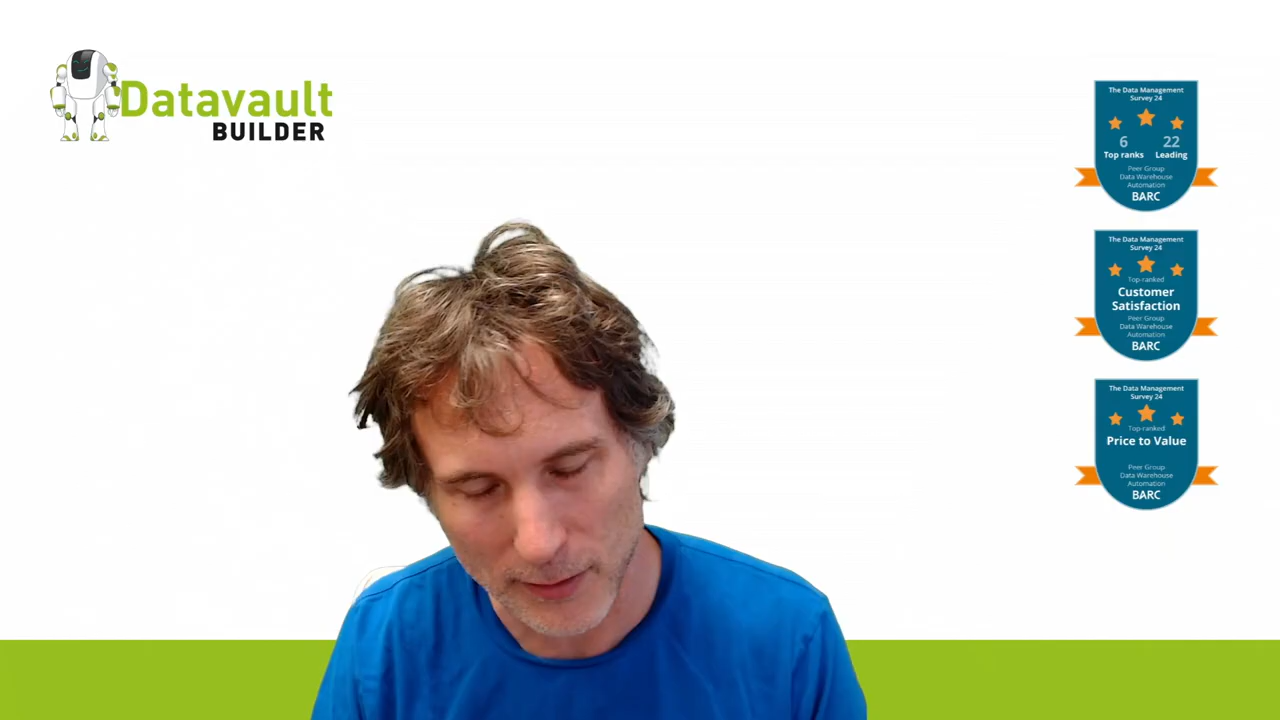 Datavault
BUILDER
The Data Management
Survey 24
6 22
Top ranks Leading
Peer Group
Data Warehouse
Automation
BARC
The Data Management
Survey 24
Top-ranked
Customer
Satisfaction
Peer Group
Data Warehouse
Automation
BARC
The Data Management
Survey 24
Top-ranked
Price to Value
Peer Group
Data Warehouse
Automation
BARC